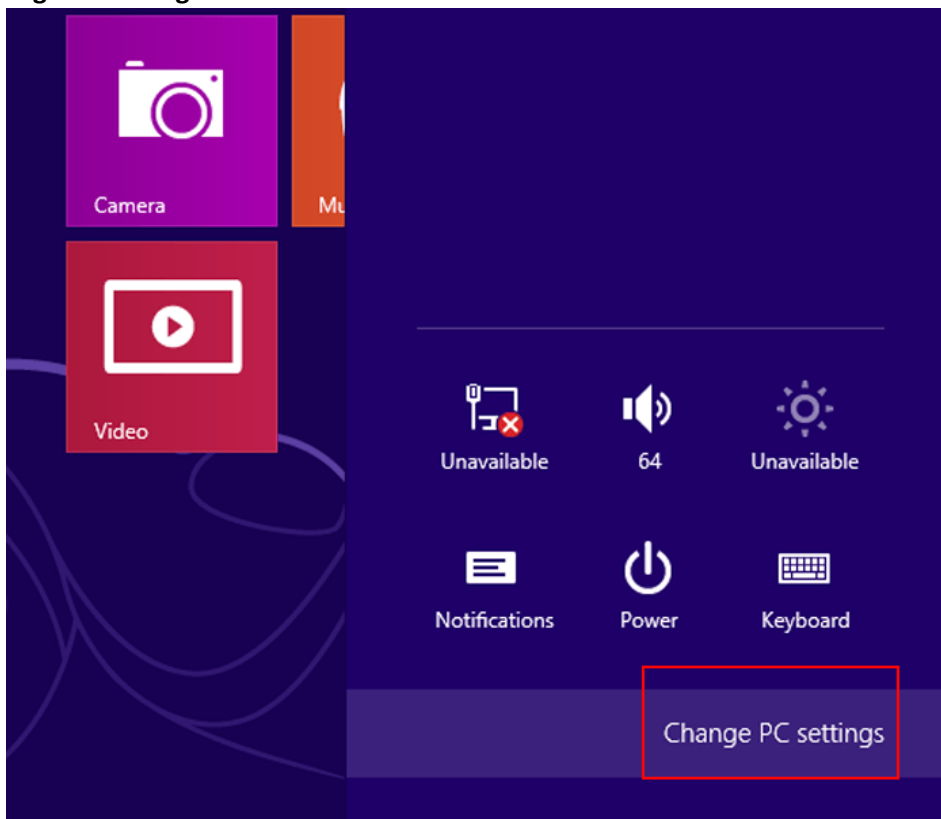 Camera
Mu
Video
Unavailable
64
Unavailable
Notifications
Power
Keyboard
Change PC settings